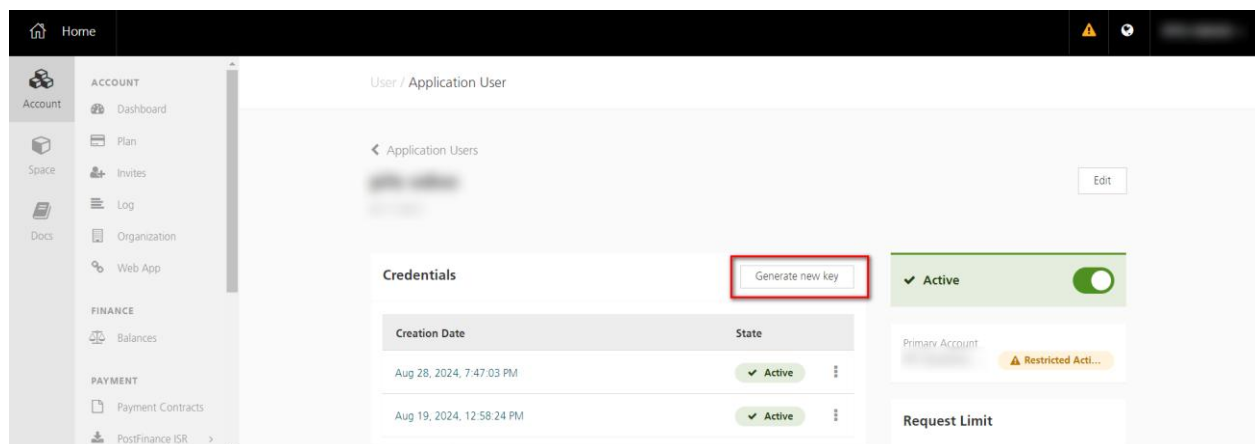 Home
Account
Space
Docs
ACCOUNT
Dashboard
Plan
Invites
Log
Organization
Web App
FINANCE
Balances
PAYMENT
Payment Contracts
PostFinance ISR
User / Application User
Application Users
Edit
Credentials
Generate new key
Creation Date State
Aug 28, 2024, 7:47:03 PM Active
Aug 19, 2024, 12:58:24 PM Active
Active
Primary Account
Restricted Acti...
Request Limit